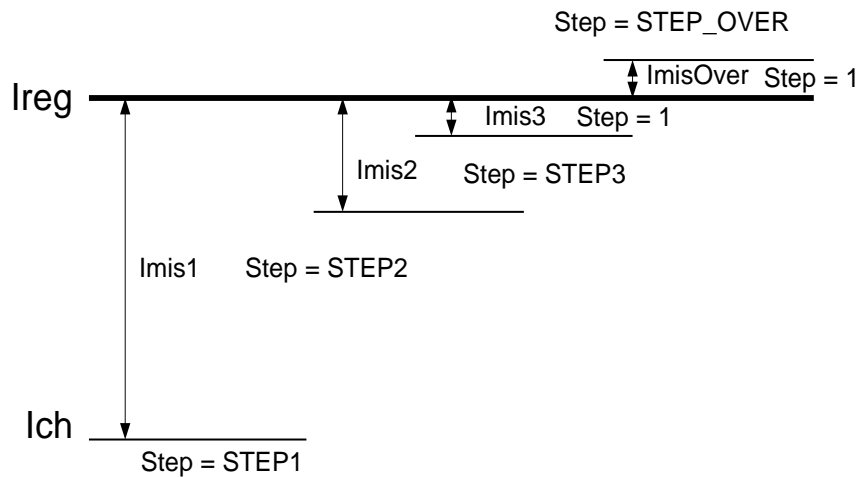 Step = STEP_OVER
ImisOver Step = 1
Ireg
Imis3 Step = 1
Imis2 Step = STEP3
Imis1 Step = STEP2
Ich
Step = STEP1